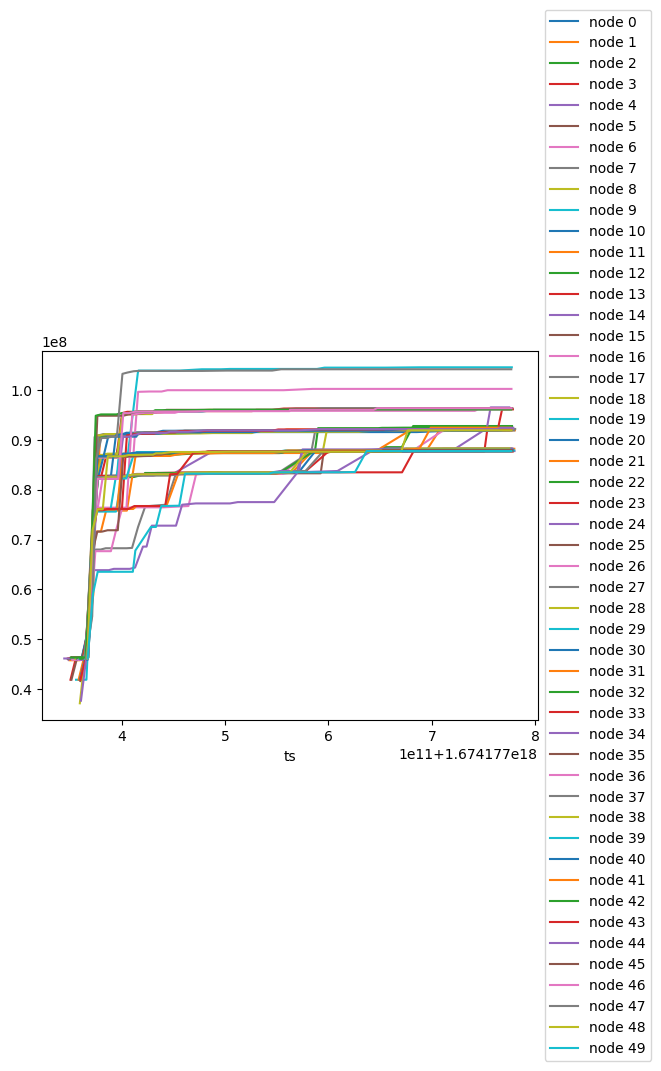 1e8
1.0
0.9
0.8
0.7
0.6
0.5
0.4
4
5
6
7
8
ts
1e11+1.674177e18
node 0
node 1
node 2
node 3
node 4
node 5
node 6
node 7
node 8
node 9
node 10
node 11
node 12
node 13
node 14
node 15
node 16
node 17
node 18
node 19
node 20
node 21
node 22
node 23
node 24
node 25
node 26
node 27
node 28
node 29
node 30
node 31
node 32
node 33
node 34
node 35
node 36
node 37
node 38
node 39
node 40
node 41
node 42
node 43
node 44
node 45
node 46
node 47
node 48
node 49